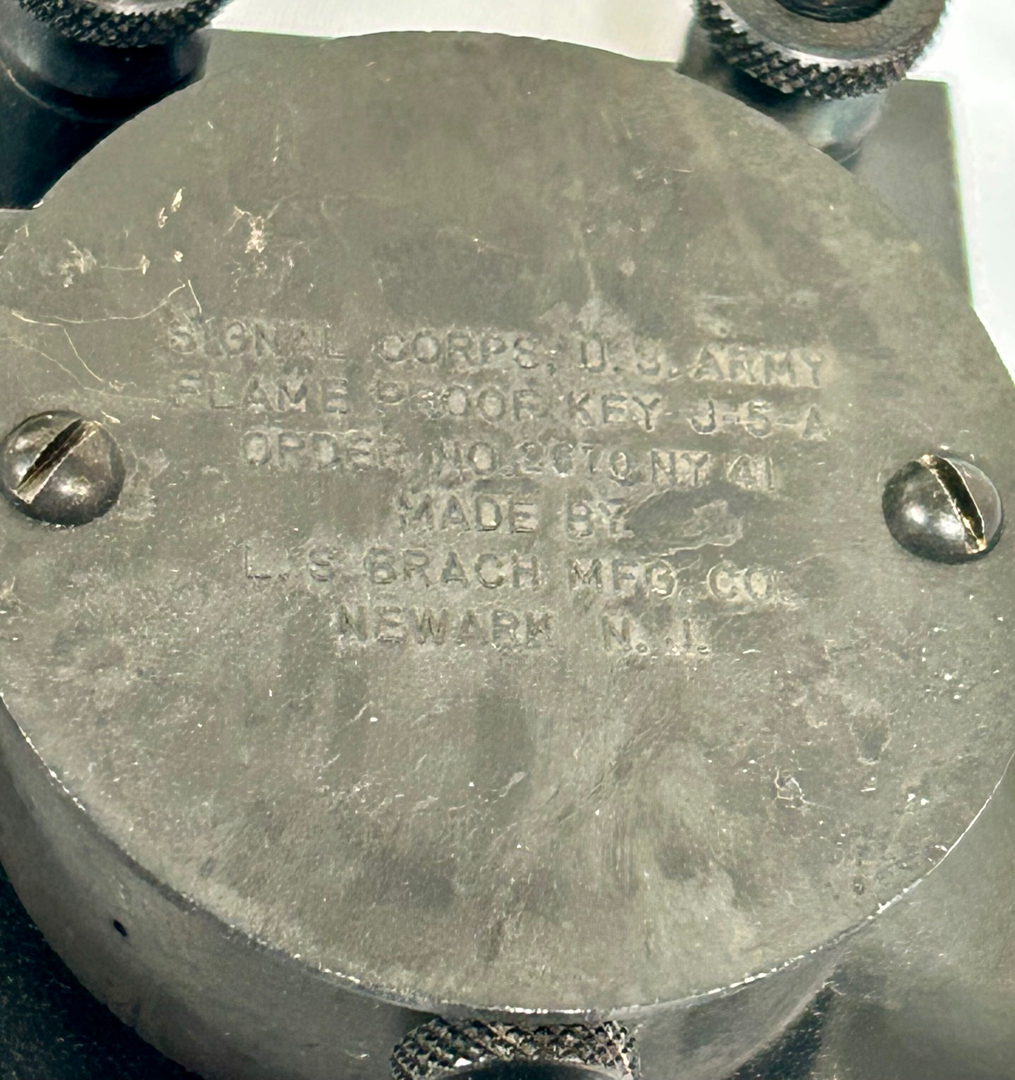 SIGNAL CORPS, U. S. ARMY
FLAME PROOF KEY J-5-A
ORDER NO. 2670 NY 41
MADE BY
L. S. BRACH MFG. CO.
NEWARK N. J.